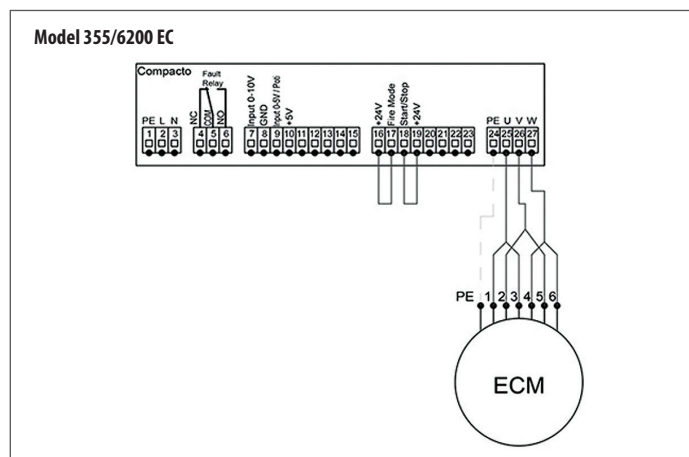 Model 355/6200 EC
Compacto
Fault
Relay
NC
COM
NO
Input 0-10V
GND
Input 0-5V / Poti
+5V
+24V
Fire Mode
Start/Stop
+24V
PE L N
PE U V W
1 2 3
4 5 6
7 8 9 10 11 12 13 14 15
16 17 18 19 20 21 22 23
24 25 26 27
PE 1 2 3 4 5 6
ECM